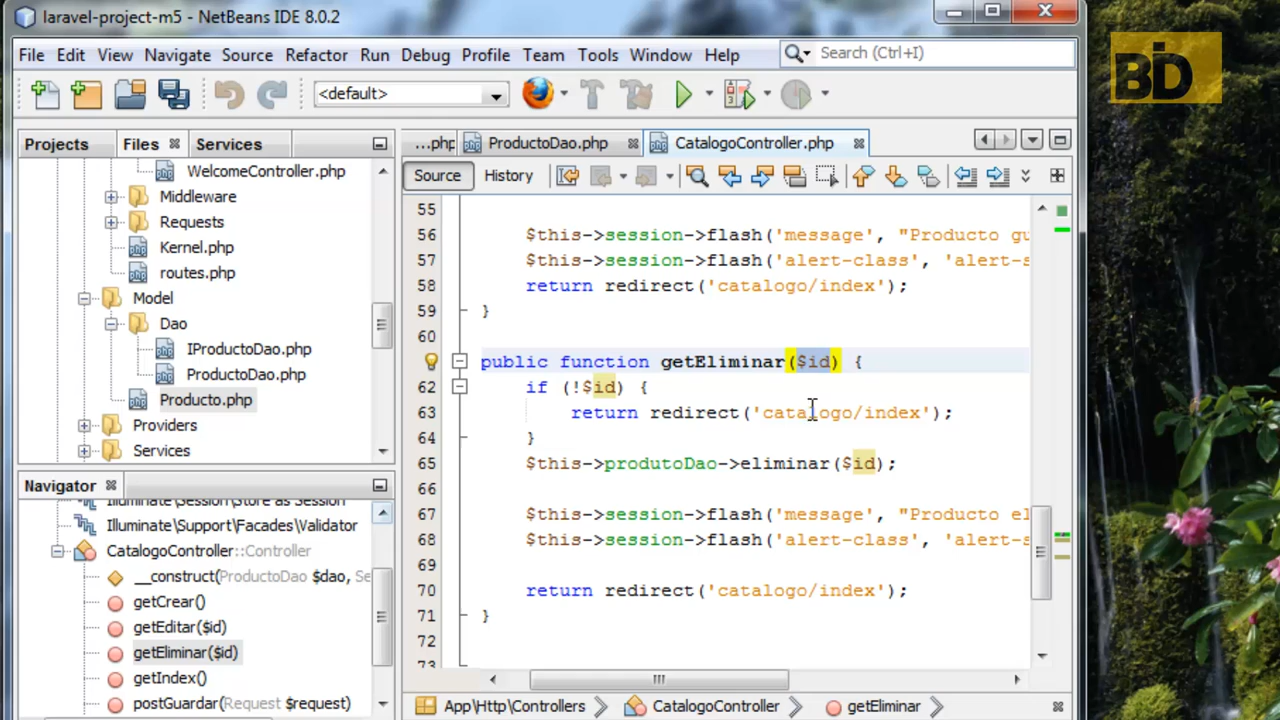 laravel-project-m5 - NetBeans IDE 8.0.2
BiD
File Edit View Navigate Source Refactor Run Debug Profile Team Tools Window Help
Search (Ctrl+I)
<default>
Projects Files Services
...php ProductoDao.php CatalogoController.php
Source History
WelcomeController.php
Middleware
Requests
Kernel.php
routes.php
Model
Dao
IProductoDao.php
ProductoDao.php
Producto.php
Providers
Services
Navigator
Illuminate\Session\Store as Session
Illuminate\Support\Facades\Validator
CatalogoController::Controller
__construct(ProductoDao $dao, Se
getCrear()
getEditar($id)
getEliminar($id)
getIndex()
postGuardar(Request $request)
55
56 $this->session->flash('message', "Producto gu
57 $this->session->flash('alert-class', 'alert-s
58 return redirect('catalogo/index');
59 }
60
public function getEliminar($id) {
62 if (!$id) {
63 return redirect('catalogo/index');
64 }
65 $this->produtoDao->eliminar($id);
66
67 $this->session->flash('message', "Producto el
68 $this->session->flash('alert-class', 'alert-s
69
70 return redirect('catalogo/index');
71 }
72
73
App\Http\Controllers CatalogoController getEliminar